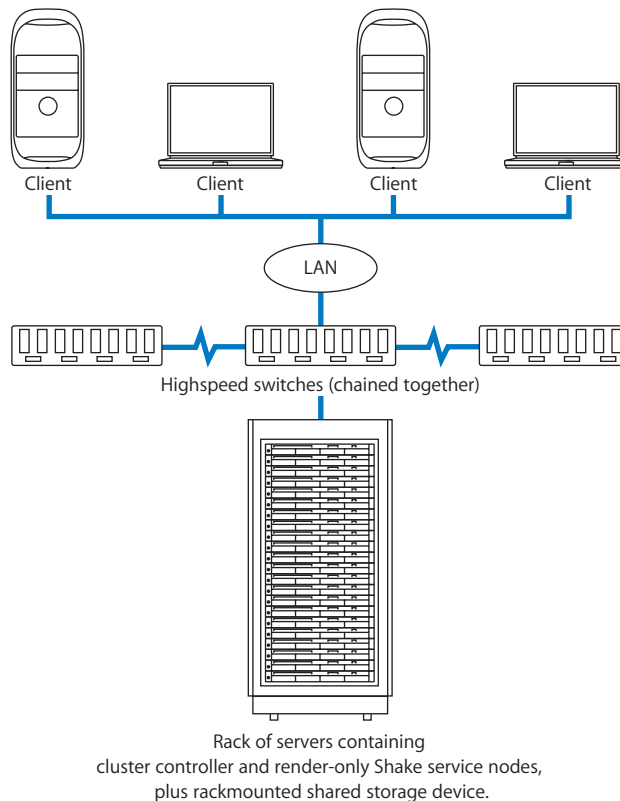 Client
Client
Client
Client
LAN
Highspeed switches (chained together)
Rack of servers containing
cluster controller and render-only Shake service nodes,
plus rackmounted shared storage device.